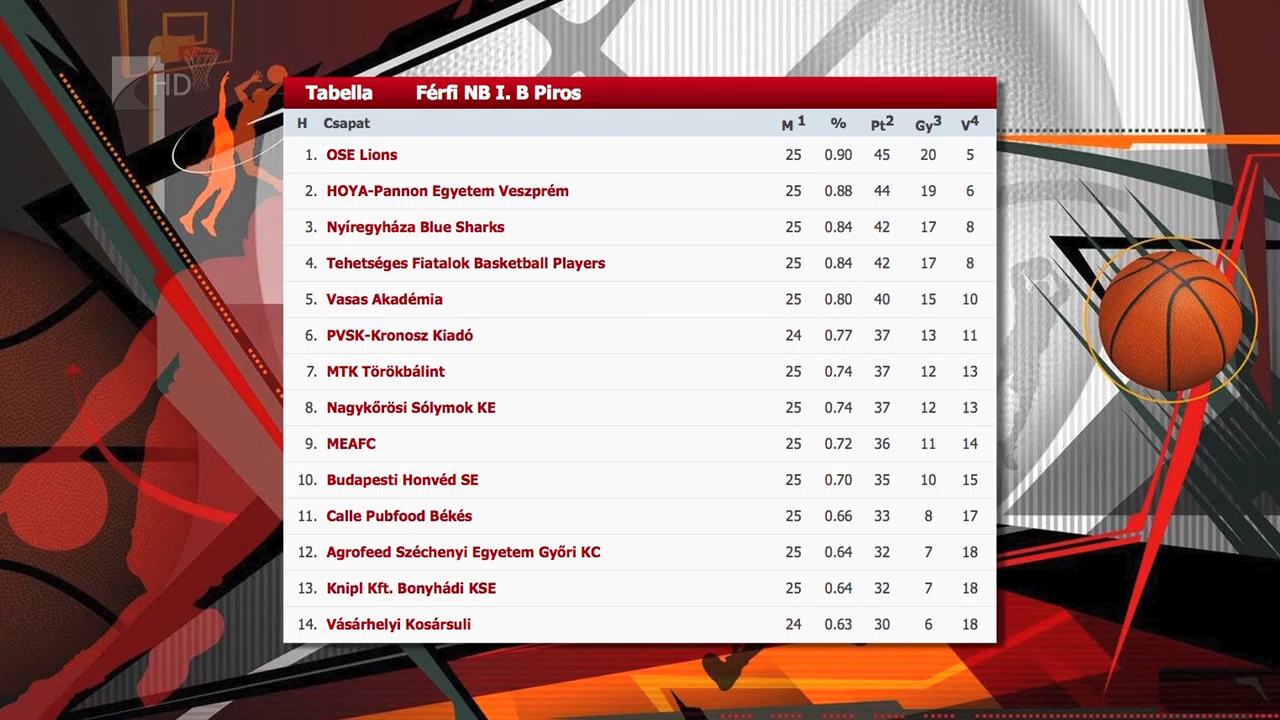 HD
Tabella Férfi NB I. B Piros
H Csapat M 1 % Pt2 Gy3 V4
1. OSE Lions 25 0.90 45 20 5
2. HOYA-Pannon Egyetem Veszprém 25 0.88 44 19 6
3. Nyíregyháza Blue Sharks 25 0.84 42 17 8
4. Tehetséges Fiatalok Basketball Players 25 0.84 42 17 8
5. Vasas Akadémia 25 0.80 40 15 10
6. PVSK-Kronosz Kiadó 24 0.77 37 13 11
7. MTK Törökbálint 25 0.74 37 12 13
8. Nagykőrösi Sólymok KE 25 0.74 37 12 13
9. MEAFC 25 0.72 36 11 14
10. Budapesti Honvéd SE 25 0.70 35 10 15
11. Calle Pubfood Békés 25 0.66 33 8 17
12. Agrofeed Széchenyi Egyetem Győri KC 25 0.64 32 7 18
13. Knipl Kft. Bonyhádi KSE 25 0.64 32 7 18
14. Vásárhelyi Kosársuli 24 0.63 30 6 18